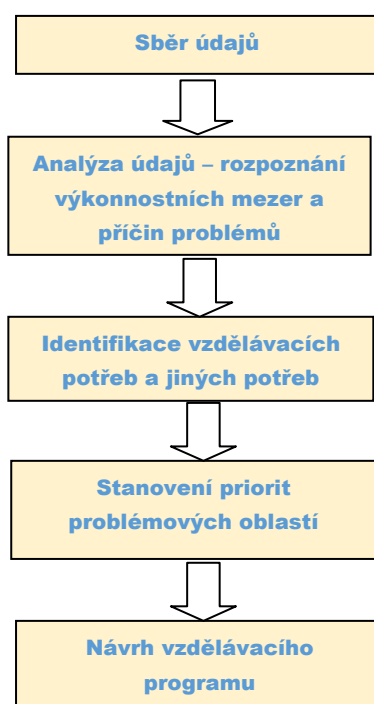 Sběr údajů
Analýza údajů – rozpoznání
výkonnostních mezer a
příčin problémů
Identifikace vzdělávacích
potřeb a jiných potřeb
Stanovení priorit
problémových oblastí
Návrh vzdělávacího
programu